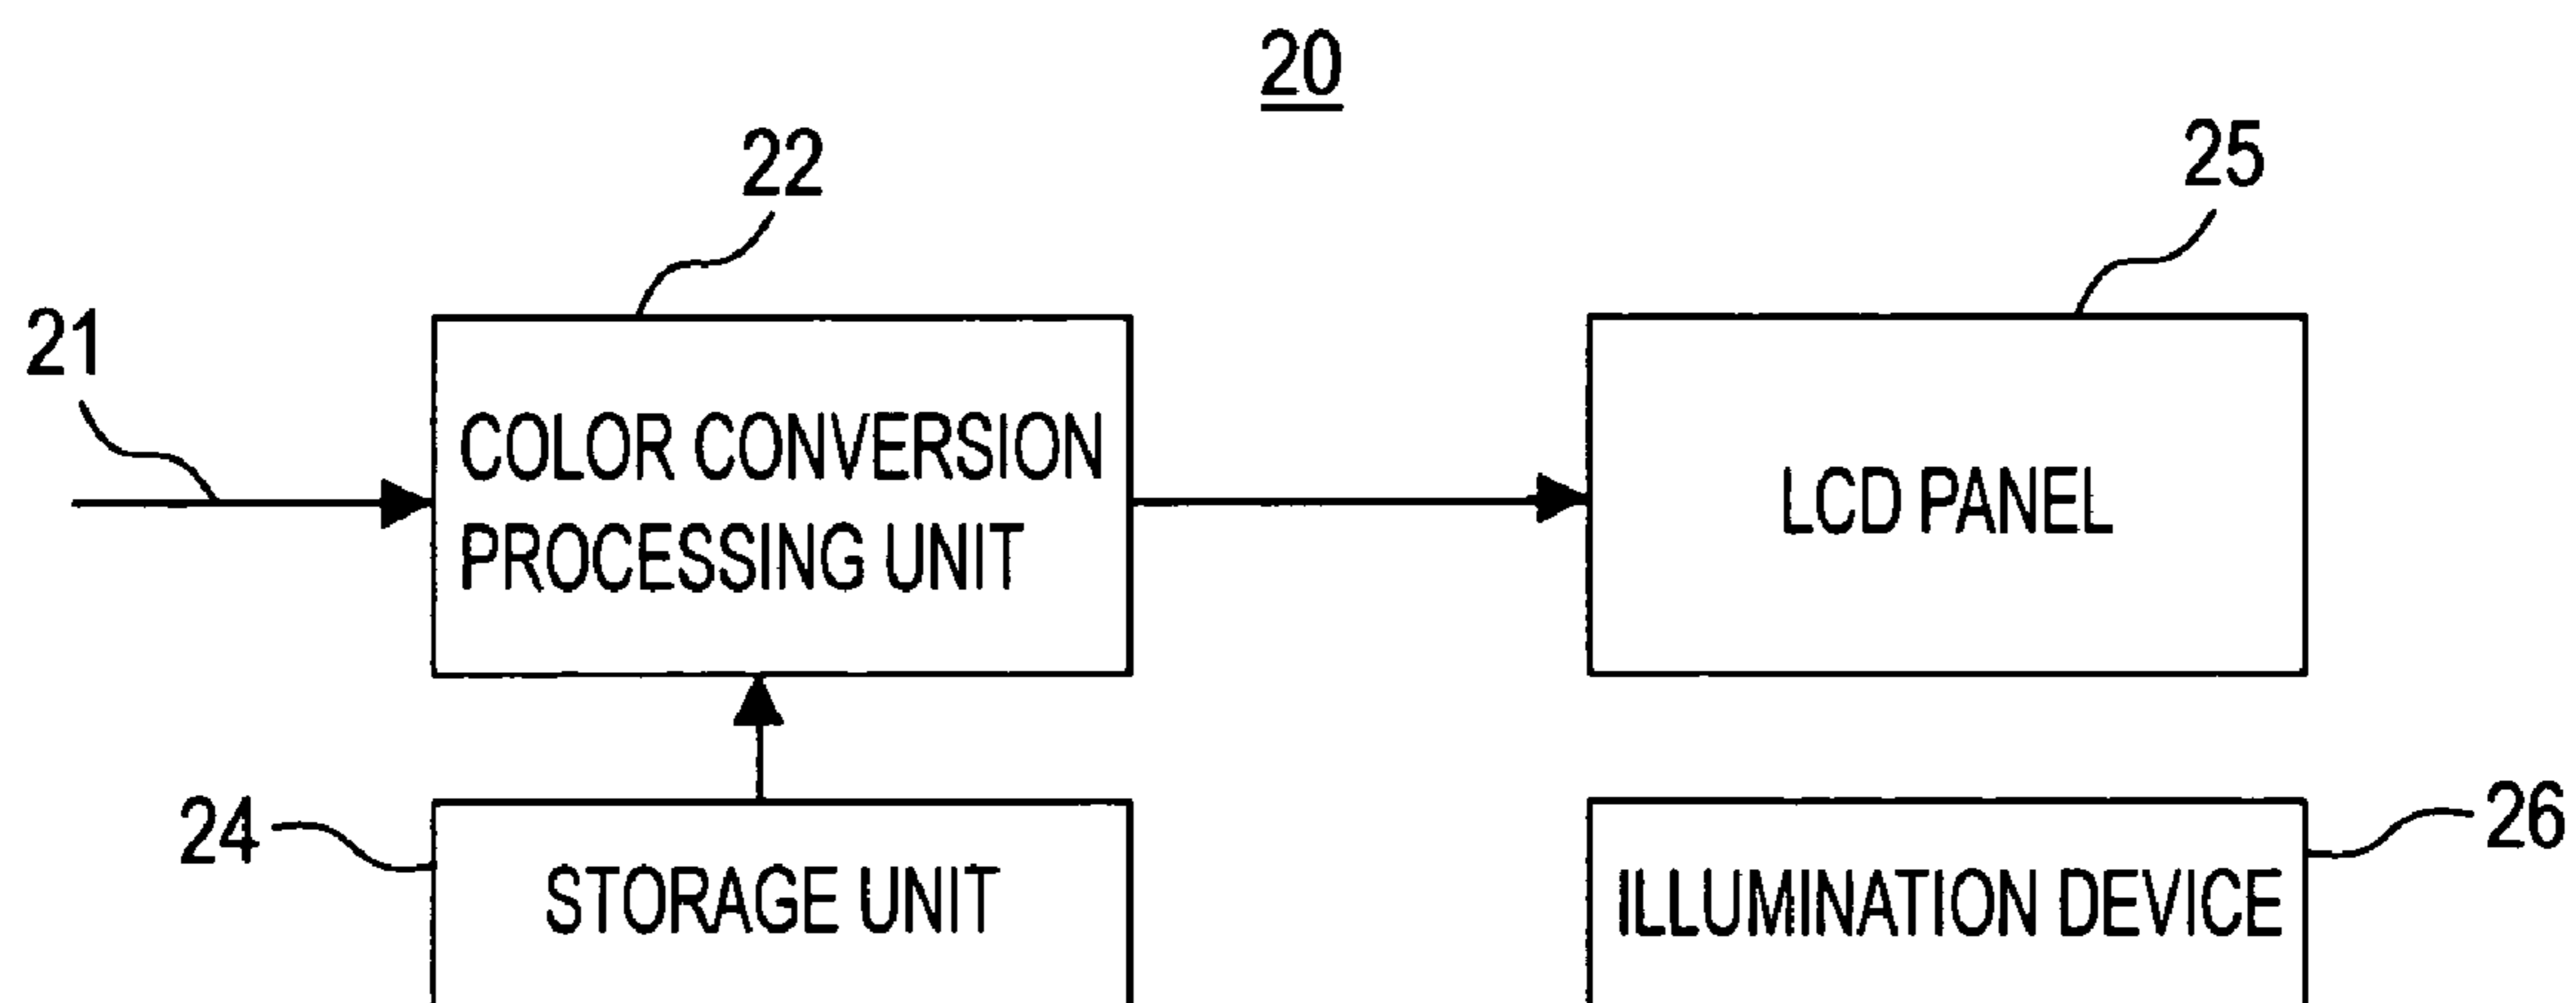 20
22
25
21
COLOR CONVERSION
PROCESSING UNIT
LCD PANEL
24
STORAGE UNIT
26
ILLUMINATION DEVICE